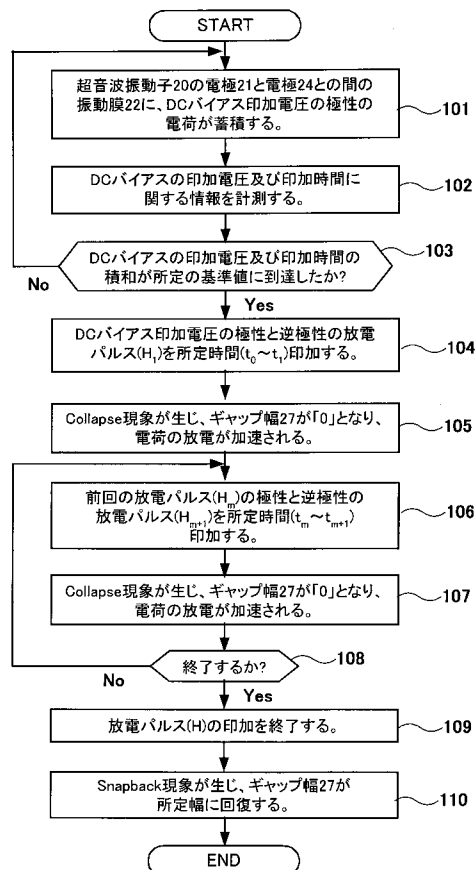 START
超音波振動子20の電極21と電極24との間の
振動膜22に、DCバイアス印加電圧の極性の
電荷が蓄積する。
101
DCバイアスの印加電圧及び印加時間に
関する情報を計測する。
102
DCバイアスの印加電圧及び印加時間の
積和が所定の基準値に到達したか?
103
No
Yes
DCバイアス印加電圧の極性と逆極性の放電
パルス(H₁)を所定時間(t₀~t₁)印加する。
104
Collapse現象が生じ、ギャップ幅27が「0」となり、
電荷の放電が加速される。
105
前回の放電パルス(Hₘ)の極性と逆極性の
放電パルス(Hₘ₊₁)を所定時間(tₘ~tₘ₊₁)
印加する。
106
Collapse現象が生じ、ギャップ幅27が「0」となり、
電荷の放電が加速される。
107
終了するか?
108
No
Yes
放電パルス(H)の印加を終了する。
109
Snapback現象が生じ、ギャップ幅27が
所定幅に回復する。
110
END